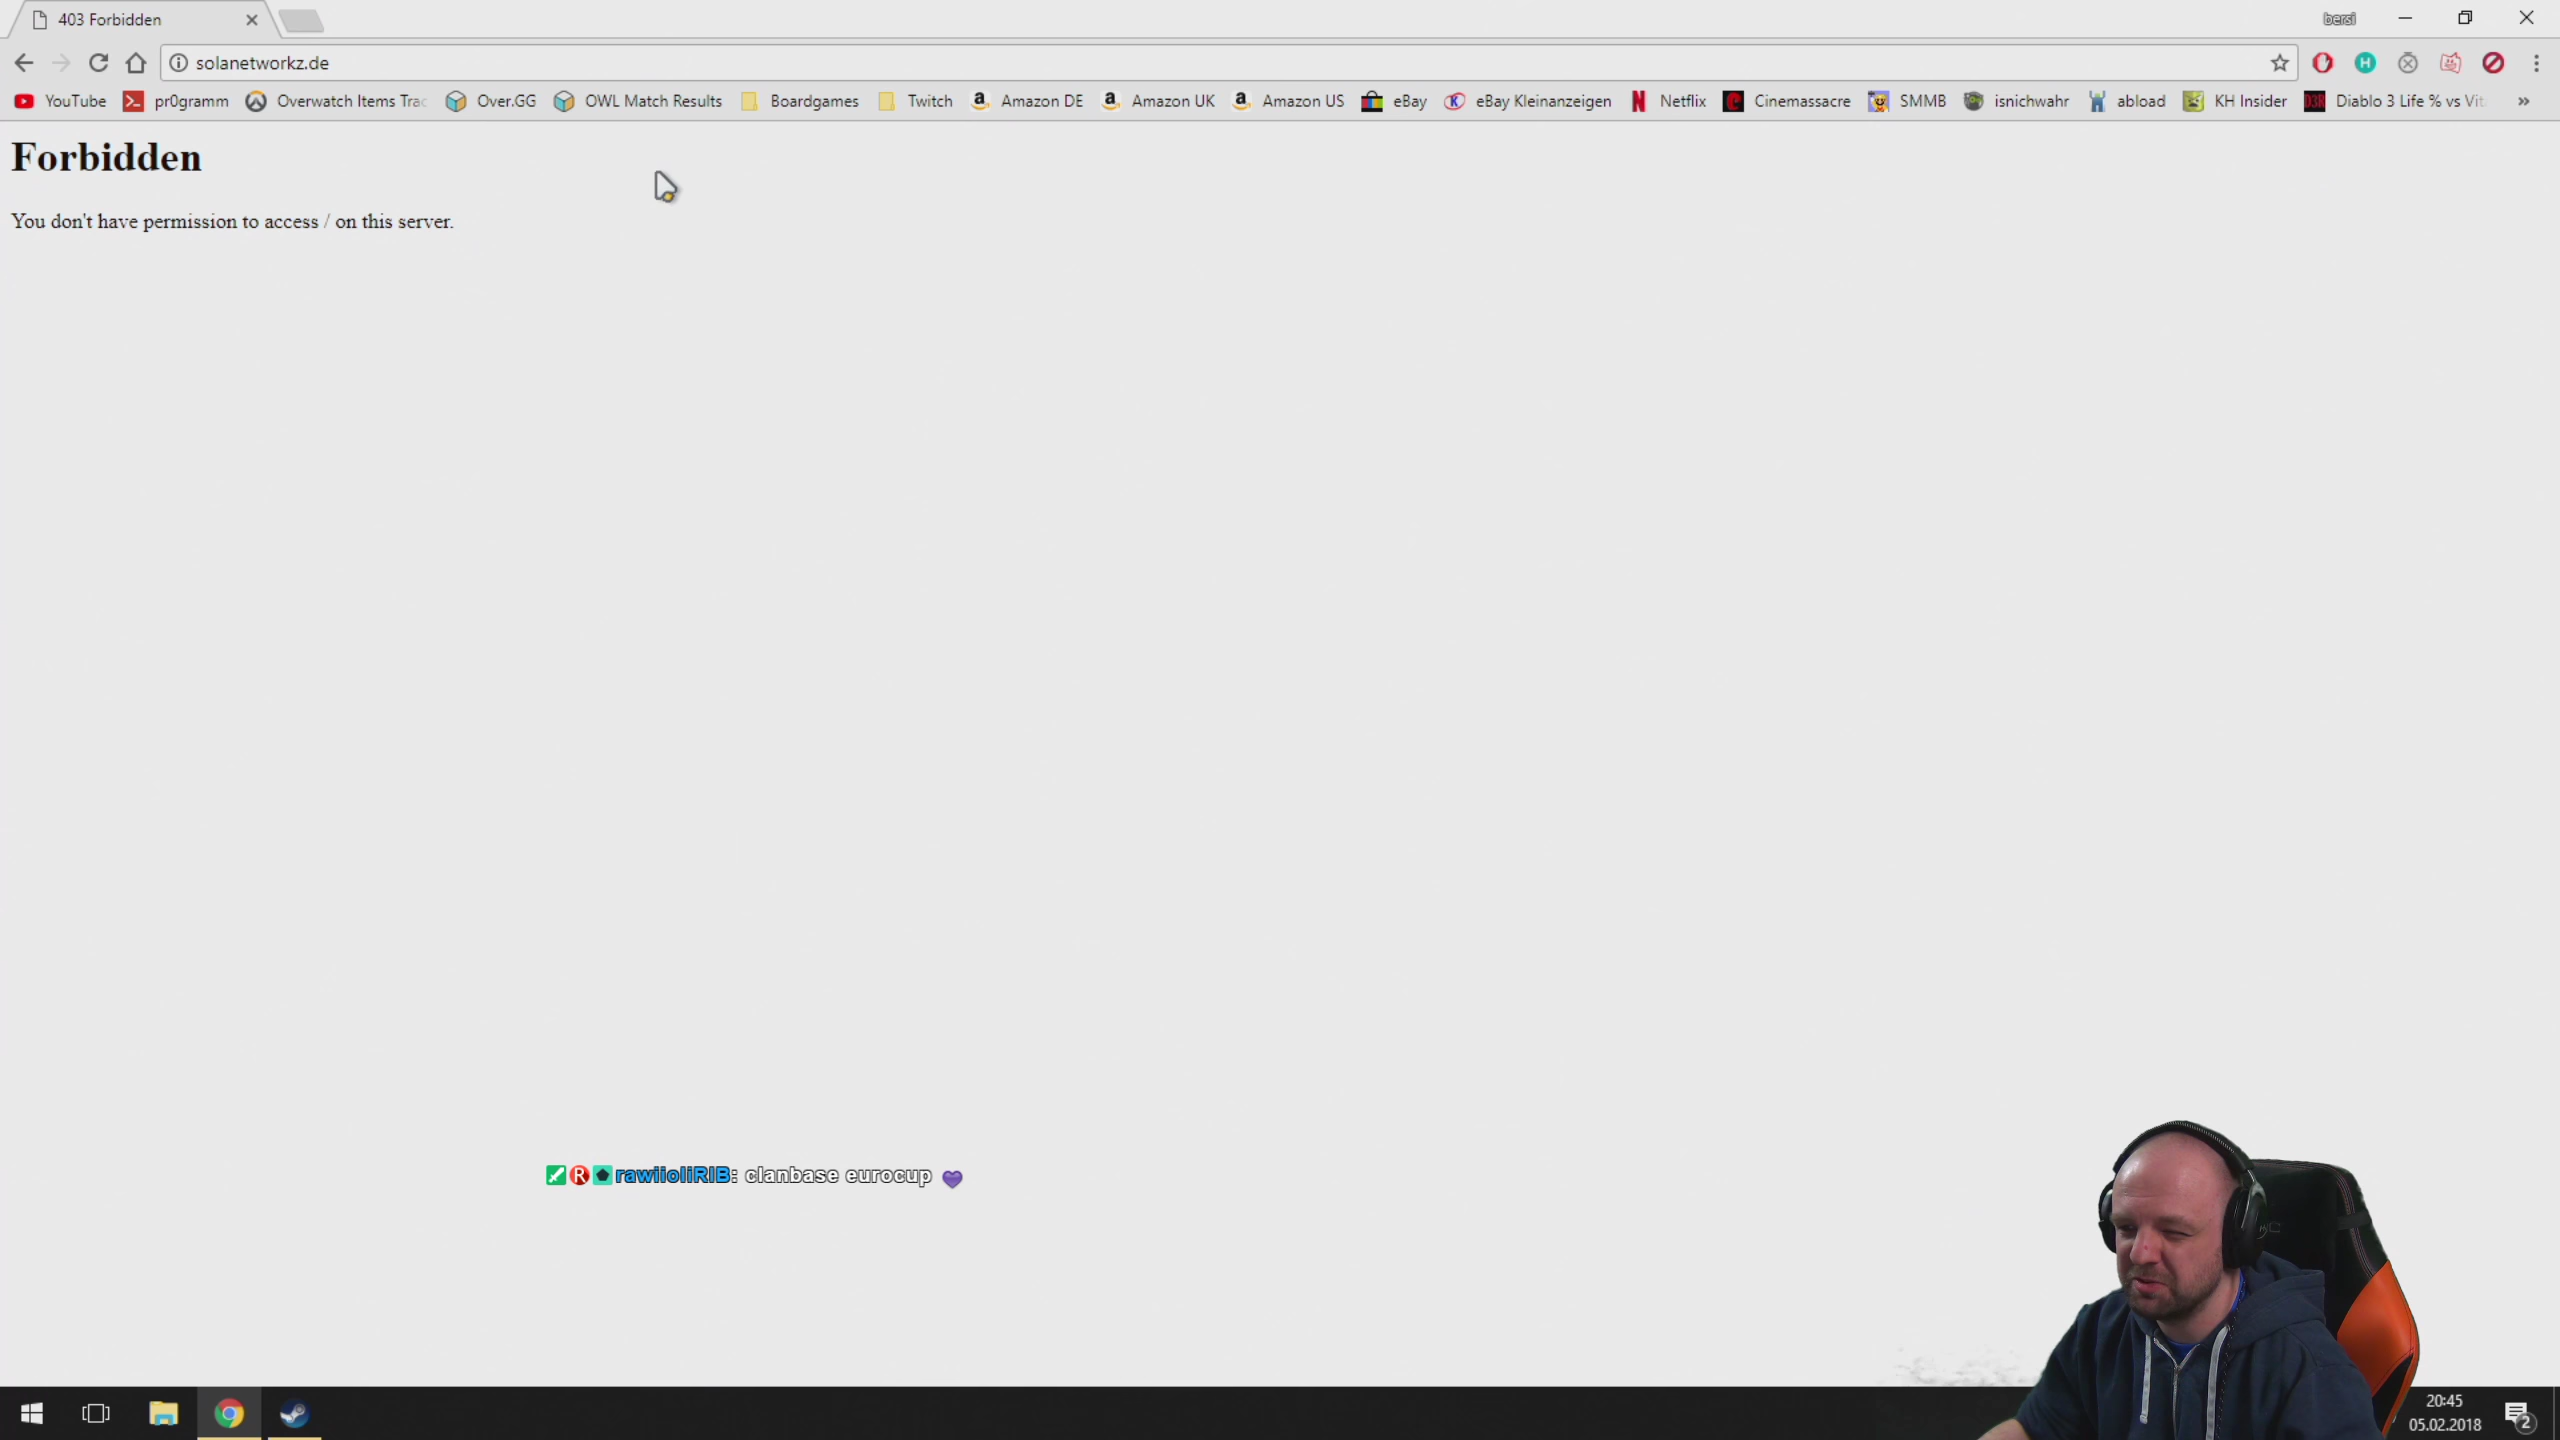 403 Forbidden
bersi
solanetworkz.de
YouTube pr0gramm Overwatch Items Trac Over.GG OWL Match Results Boardgames Twitch Amazon DE Amazon UK Amazon US eBay eBay Kleinanzeigen Netflix Cinemassacre SMMB isnichwahr abload KH Insider Diablo 3 Life % vs Vit »
Forbidden
You don't have permission to access / on this server.
rawiioliRIB: clanbase eurocup
20:45
05.02.2018
2